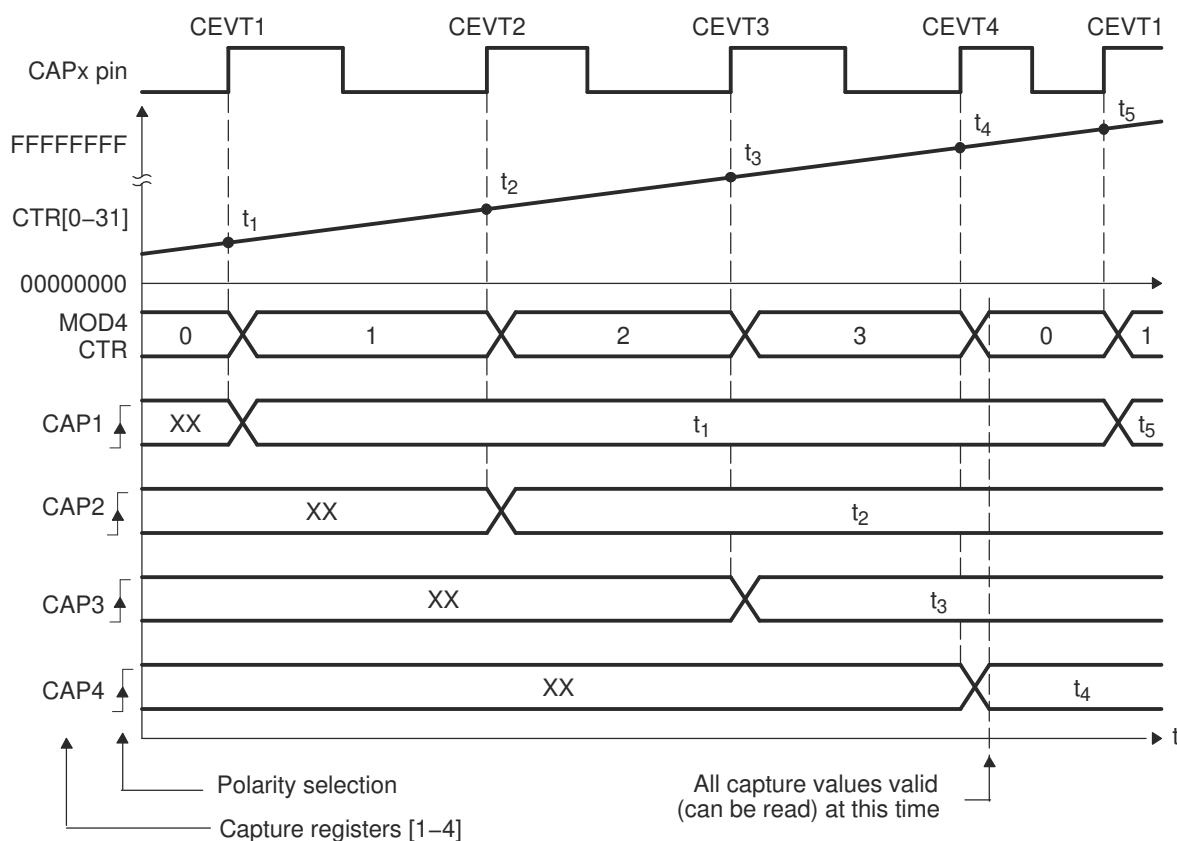 CEVT1 CEVT2 CEVT3 CEVT4 CEVT1
CAPx pin
t5
t4
FFFFFFFF
t3
t2
CTR[0−31]
t1
00000000
MOD4
CTR
0 1 2 3 0 1
CAP1 XX t1 t5
CAP2 XX t2
CAP3 XX t3
CAP4 XX t4
t
Polarity selection
All capture values valid
(can be read) at this time
Capture registers [1−4]